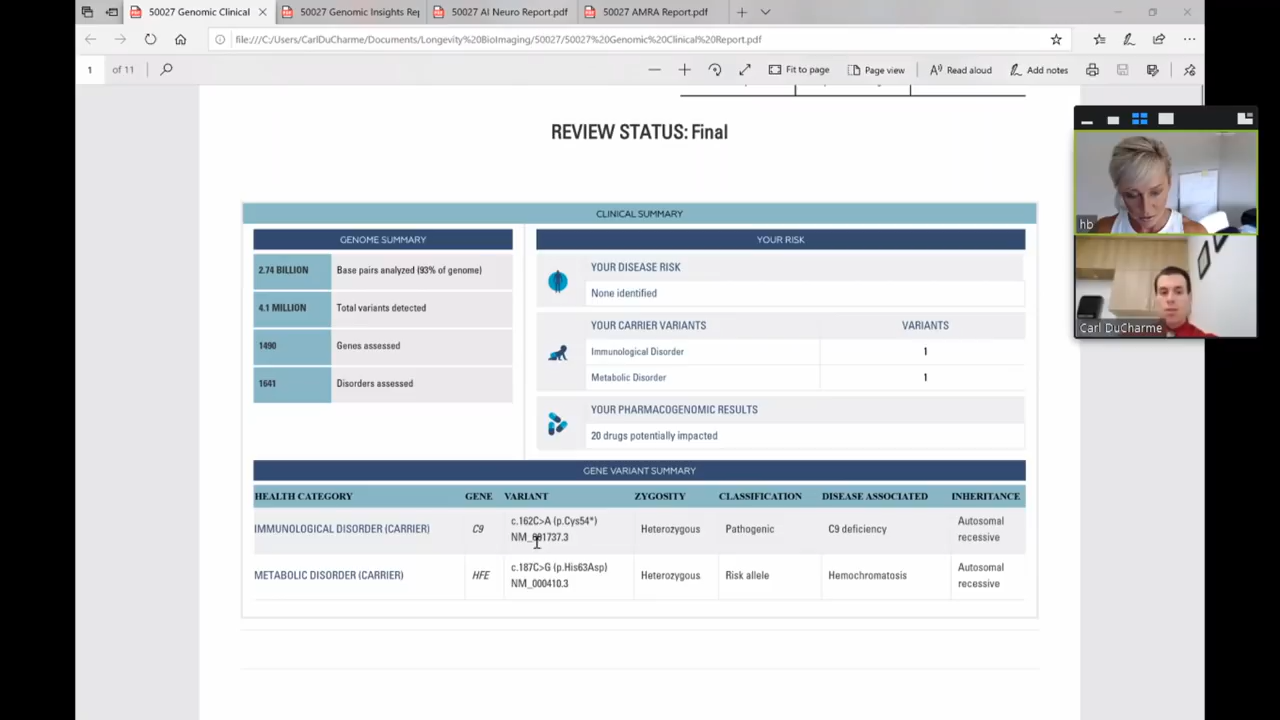 50027 Genomic Clinical
50027 Genomic Insights Rep
50027 AI Neuro Report.pdf
50027 AMRA Report.pdf
file:///C:/Users/CarlDuCharme/Documents/Longevity%20BioImaging/50027/50027%20Genomic%20Clinical%20Report.pdf
1 of 11
Fit to page
Page view
Read aloud
Add notes
REVIEW STATUS: Final
CLINICAL SUMMARY
GENOME SUMMARY
2.74 BILLION Base pairs analyzed (93% of genome)
4.1 MILLION Total variants detected
1490 Genes assessed
1641 Disorders assessed
YOUR RISK
YOUR DISEASE RISK
None identified
YOUR CARRIER VARIANTS VARIANTS
Immunological Disorder 1
Metabolic Disorder 1
YOUR PHARMACOGENOMIC RESULTS
20 drugs potentially impacted
GENE VARIANT SUMMARY
HEALTH CATEGORY GENE VARIANT ZYGOSITY CLASSIFICATION DISEASE ASSOCIATED INHERITANCE
IMMUNOLOGICAL DISORDER (CARRIER) C9 c.162C>A (p.Cys54*) Heterozygous Pathogenic C9 deficiency Autosomal
NM_001737.3 recessive
METABOLIC DISORDER (CARRIER) HFE c.187C>G (p.His63Asp) Heterozygous Risk allele Hemochromatosis Autosomal
NM_000410.3 recessive
hb
Carl DuCharme